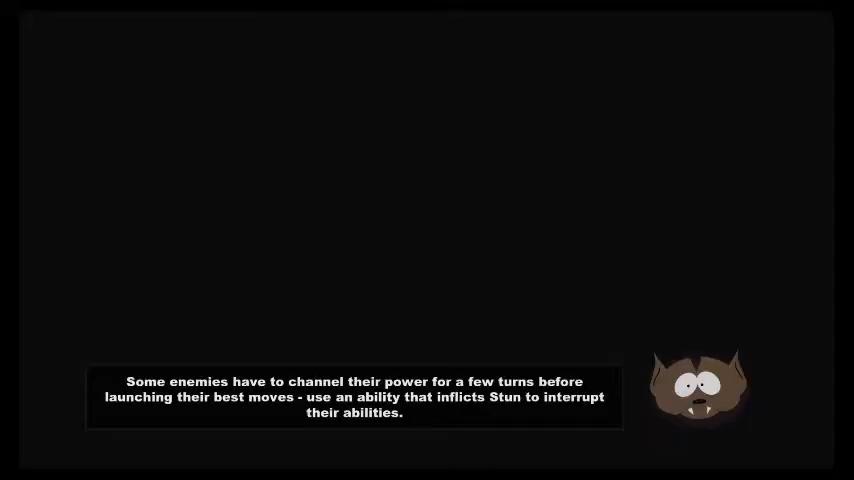 Some enemies have to channel their power for a few turns before
launching their best moves - use an ability that inflicts Stun to interrupt
their abilities.